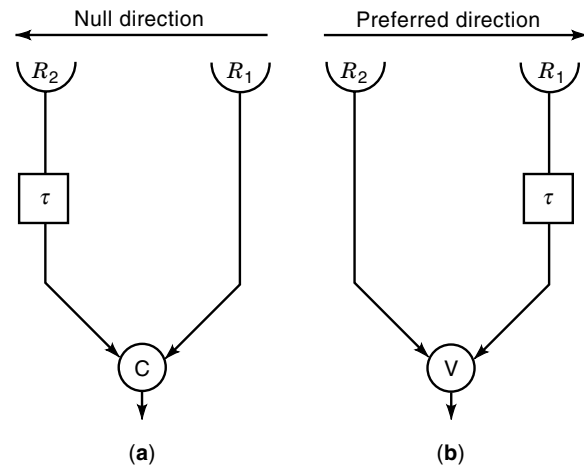 Null direction
Preferred direction
R₂ R₁ R₂ R₁
τ τ
C V
(a) (b)